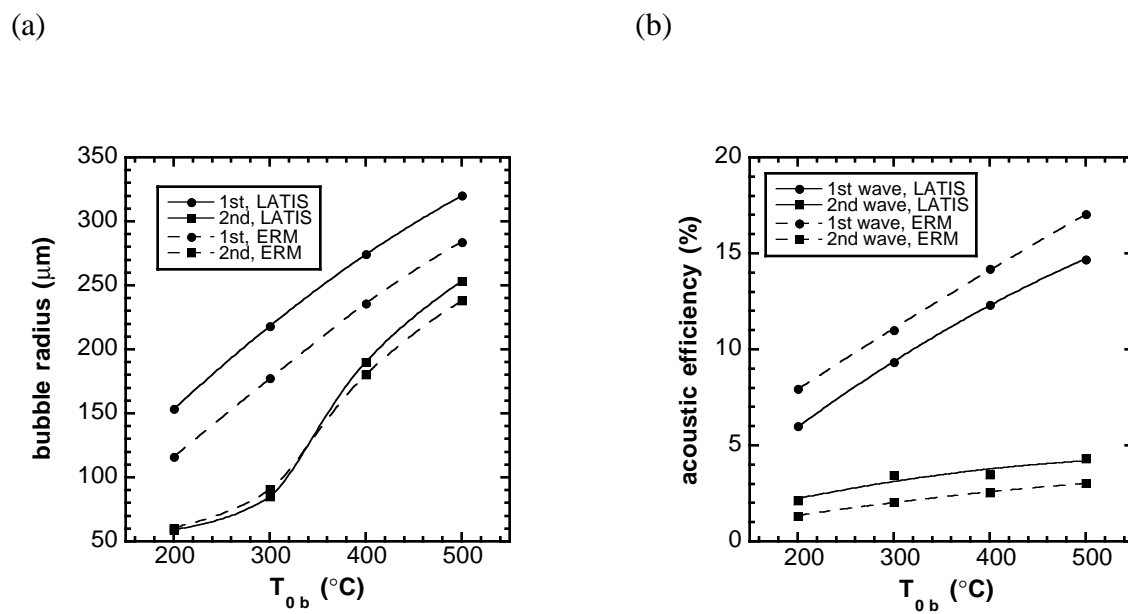 (a)
(b)
350
300
250
200
150
100
50
bubble radius (μm)
1st, LATIS
2nd, LATIS
1st, ERM
2nd, ERM
200
300
400
500
T0 b (°C)
20
15
10
5
0
acoustic efficiency (%)
1st wave, LATIS
2nd wave, LATIS
1st wave, ERM
2nd wave, ERM
200
300
400
500
T0 b (°C)